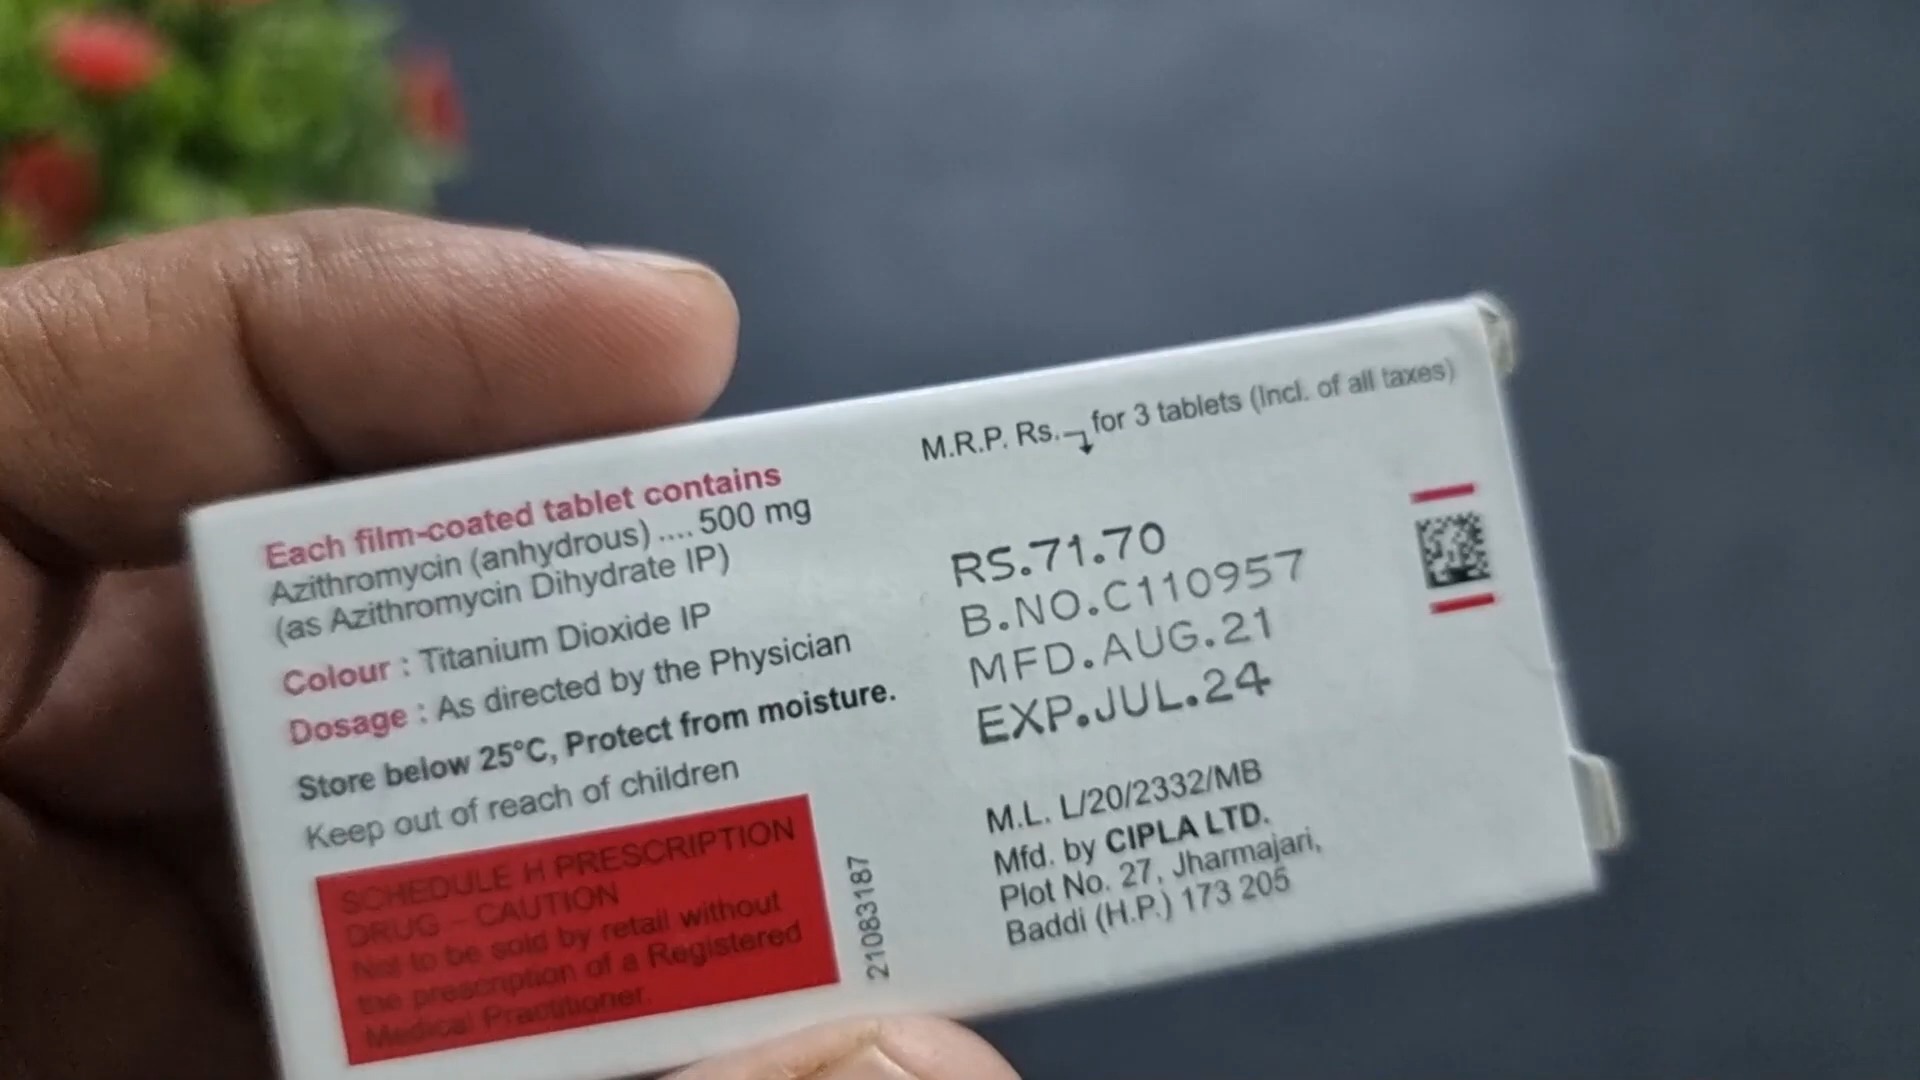 Each film-coated tablet contains
Azithromycin (anhydrous) .... 500 mg
(as Azithromycin Dihydrate IP)
Colour : Titanium Dioxide IP
Dosage : As directed by the Physician
Store below 25°C, Protect from moisture.
Keep out of reach of children
SCHEDULE H PRESCRIPTION
DRUG – CAUTION
Not to be sold by retail without
the prescription of a Registered
Medical Practitioner.
21083187
M.R.P. Rs. for 3 tablets (Incl. of all taxes)
RS.71.70
B.NO.C110957
MFD.AUG.21
EXP.JUL.24
M.L. L/20/2332/MB
Mfd. by CIPLA LTD.
Plot No. 27, Jharmajari,
Baddi (H.P.) 173 205